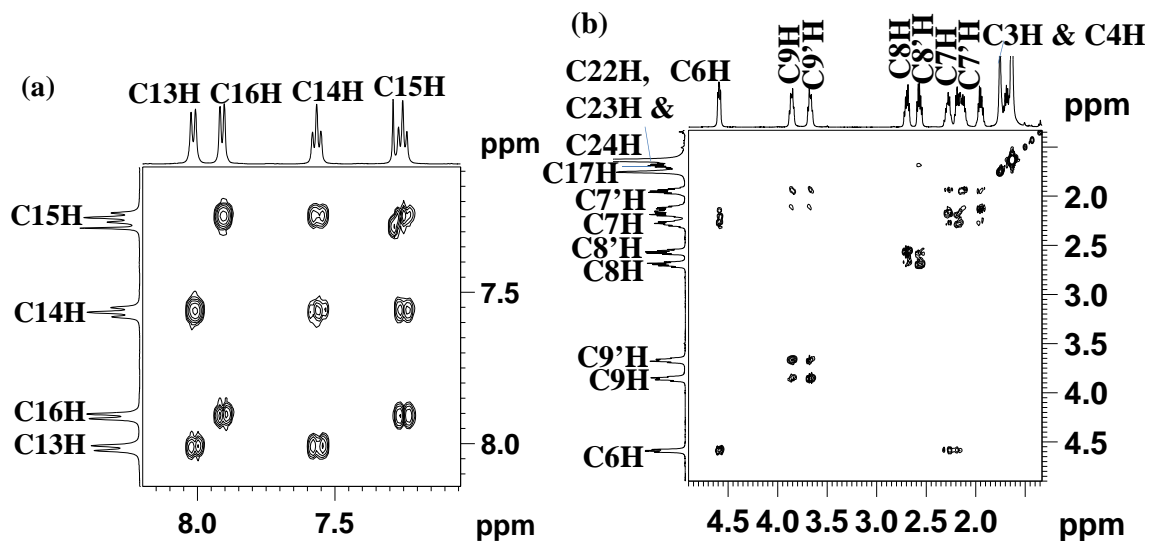 (a)
C13H C16H C14H C15H
ppm
C15H
C14H
C16H
C13H
7.5
8.0
8.0 7.5 ppm
(b)
C6H C9H C9'H C8H C8'H C7H C7'H C3H & C4H
ppm
C22H,
C23H &
C24H
C17H
C7'H
C7H
C8'H
C8H
C9'H
C9H
C6H
2.0
2.5
3.0
3.5
4.0
4.5
4.5 4.0 3.5 3.0 2.5 2.0 ppm